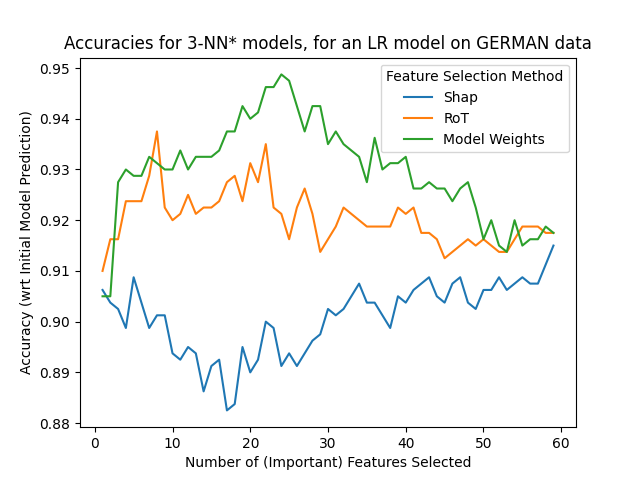 Accuracies for 3-NN* models, for an LR model on GERMAN data
Accuracy (wrt Initial Model Prediction)
0.95
0.94
0.93
0.92
0.91
0.90
0.89
0.88
Feature Selection Method
Shap
RoT
Model Weights
0 10 20 30 40 50 60
Number of (Important) Features Selected